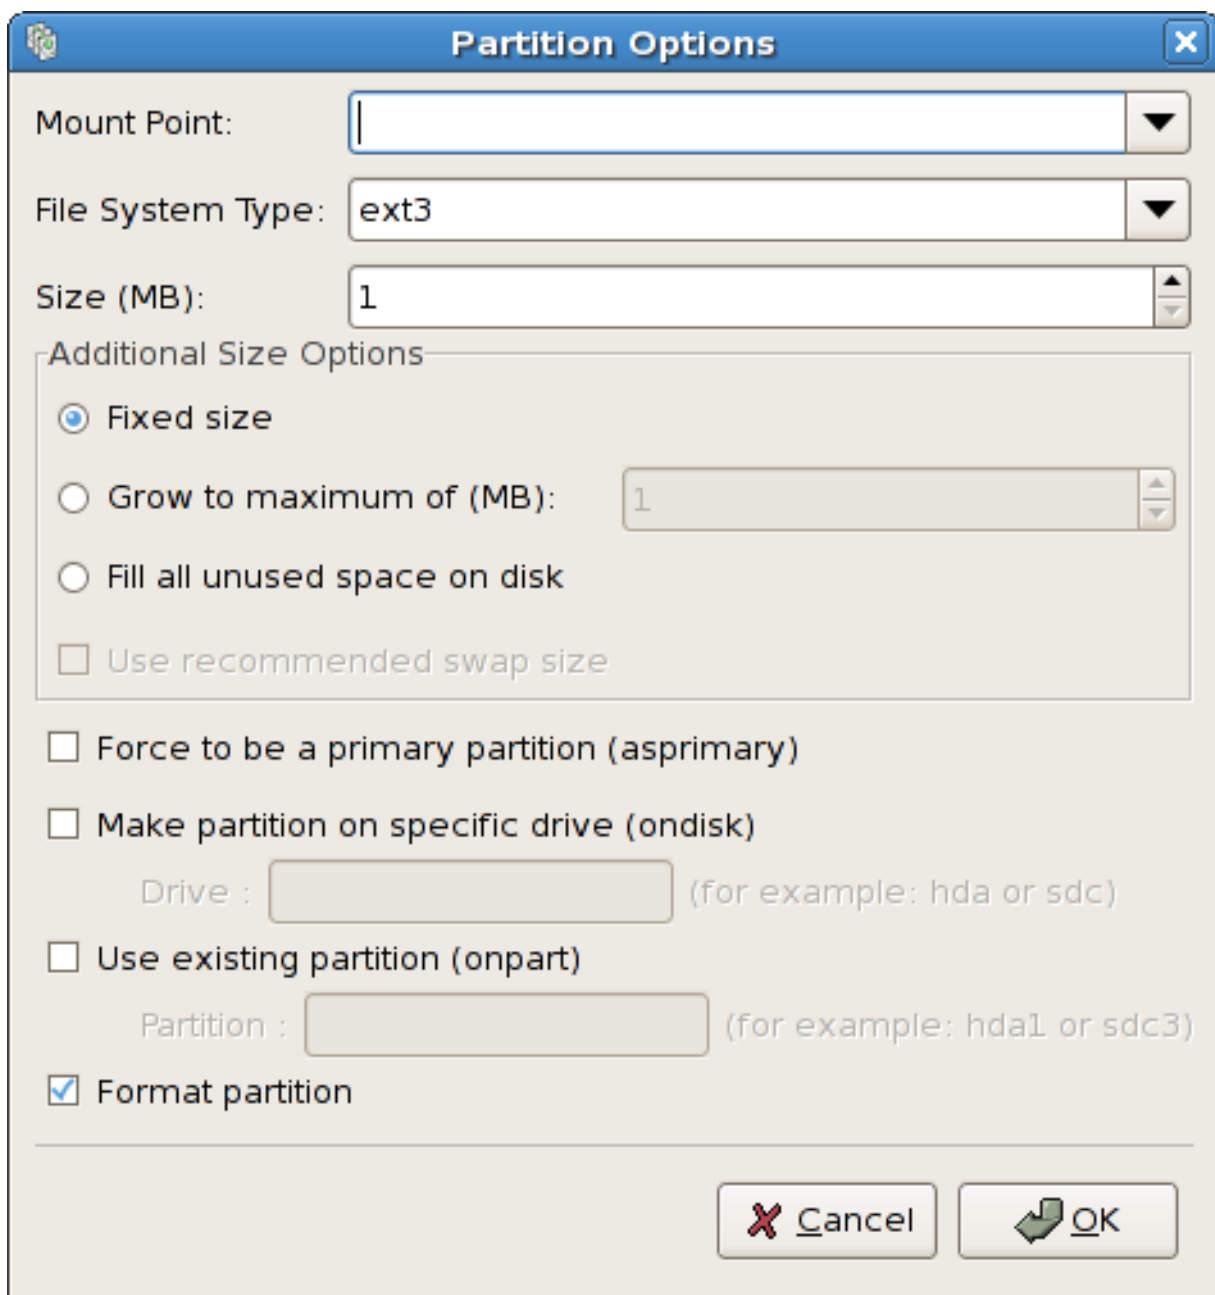 Partition Options
Mount Point:
File System Type: ext3
Size (MB): 1
Additional Size Options
Fixed size
Grow to maximum of (MB): 1
Fill all unused space on disk
Use recommended swap size
Force to be a primary partition (asprimary)
Make partition on specific drive (ondisk)
Drive : (for example: hda or sdc)
Use existing partition (onpart)
Partition : (for example: hda1 or sdc3)
Format partition
Cancel OK